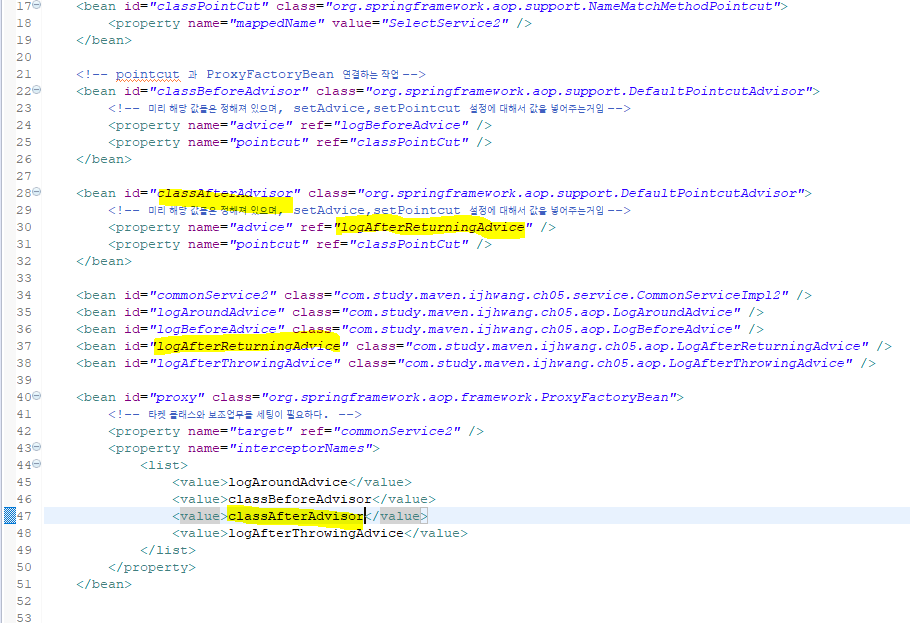 17 <bean id="classPointCut" class="org.springframework.aop.support.NameMatchMethodPointcut">
18 <property name="mappedName" value="SelectService2" />
19 </bean>
20
21 <!-- pointcut 과 ProxyFactoryBean 연결하는 작업 -->
22 <bean id="classBeforeAdvisor" class="org.springframework.aop.support.DefaultPointcutAdvisor">
23 <!-- 미리 해당 값들은 정해져 있으며, setAdvice,setPointcut 설정에 대해서 값을 넣어주는거임 -->
24 <property name="advice" ref="logBeforeAdvice" />
25 <property name="pointcut" ref="classPointCut" />
26 </bean>
27
28 <bean id="classAfterAdvisor" class="org.springframework.aop.support.DefaultPointcutAdvisor">
29 <!-- 미리 해당 값들은 정해져 있으며, setAdvice,setPointcut 설정에 대해서 값을 넣어주는거임 -->
30 <property name="advice" ref="logAfterReturningAdvice" />
31 <property name="pointcut" ref="classPointCut" />
32 </bean>
33
34 <bean id="commonService2" class="com.study.maven.ijhwang.ch05.service.CommonServiceImpl2" />
35 <bean id="logAroundAdvice" class="com.study.maven.ijhwang.ch05.aop.LogAroundAdvice" />
36 <bean id="logBeforeAdvice" class="com.study.maven.ijhwang.ch05.aop.LogBeforeAdvice" />
37 <bean id="logAfterReturningAdvice" class="com.study.maven.ijhwang.ch05.aop.LogAfterReturningAdvice" />
38 <bean id="logAfterThrowingAdvice" class="com.study.maven.ijhwang.ch05.aop.LogAfterThrowingAdvice" />
39
40 <bean id="proxy" class="org.springframework.aop.framework.ProxyFactoryBean">
41 <!-- 타켓 클래스와 보조업무들 세팅이 필요하다. -->
42 <property name="target" ref="commonService2" />
43 <property name="interceptorNames">
44 <list>
45 <value>logAroundAdvice</value>
46 <value>classBeforeAdvisor</value>
47 <value>classAfterAdvisor</value>
48 <value>logAfterThrowingAdvice</value>
49 </list>
50 </property>
51 </bean>
52
53